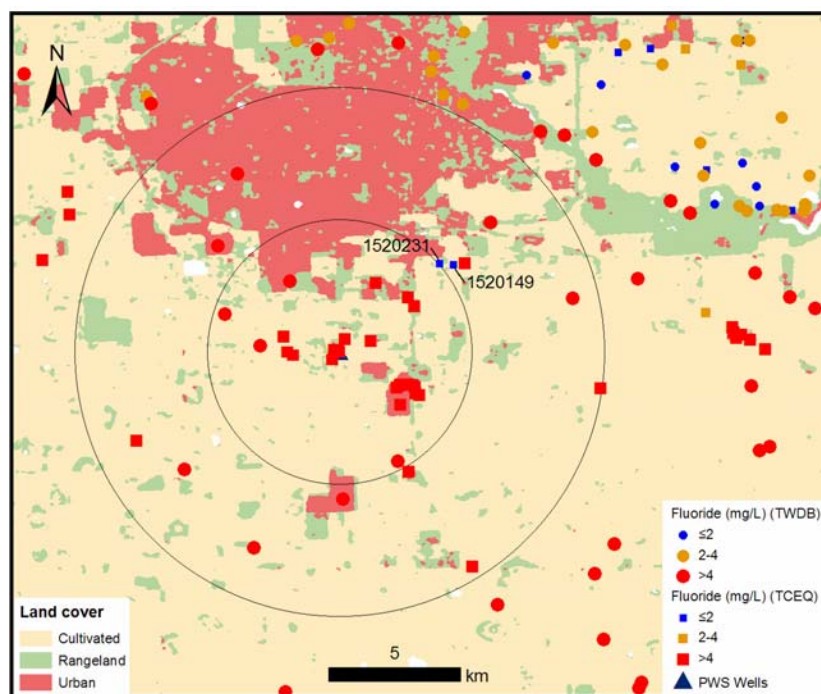 N
1520231
1520149
Fluoride (mg/L) (TWDB)
≤2
2-4
>4
Fluoride (mg/L) (TCEQ)
≤2
2-4
>4
PWS Wells
Land cover
Cultivated
Rangeland
Urban
5
km